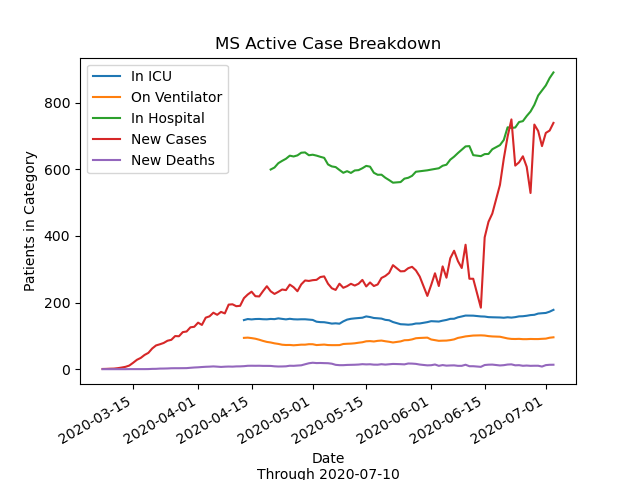 MS Active Case Breakdown
In ICU
On Ventilator
In Hospital
New Cases
New Deaths
Patients in Category
800
600
400
200
0
2020-03-15
2020-04-01
2020-04-15
2020-05-01
2020-05-15
2020-06-01
2020-06-15
2020-07-01
Date
Through 2020-07-10